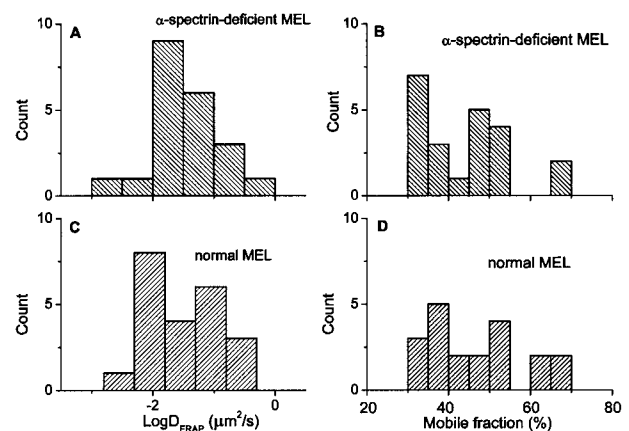 A
α-spectrin-deficient MEL
10
5
0
Count
B
α-spectrin-deficient MEL
10
5
0
Count
C
normal MEL
10
5
0
Count
-2
0
LogD_FRAP (μm²/s)
D
normal MEL
10
5
0
Count
20
40
60
80
Mobile fraction (%)